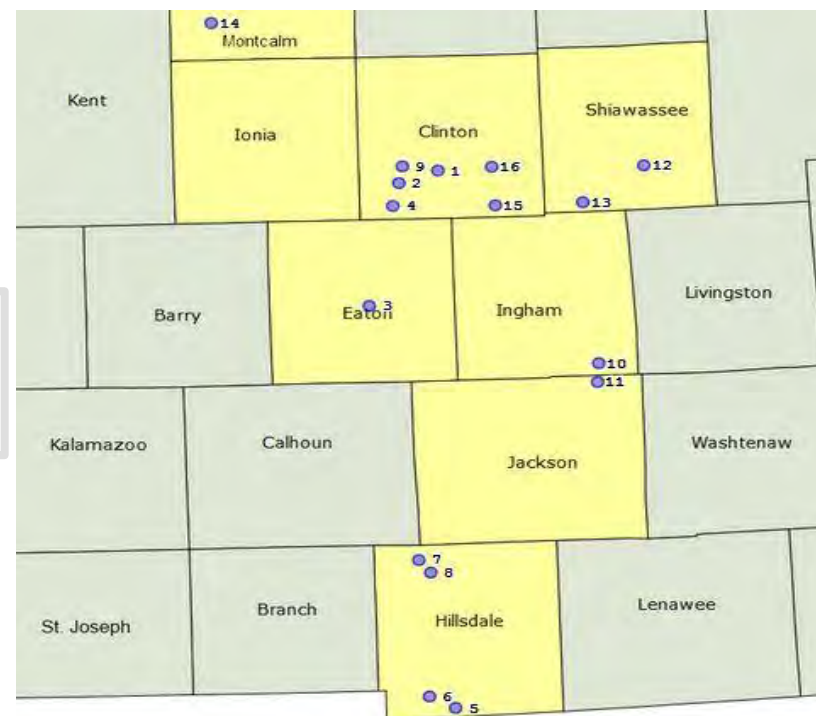 14
Montcalm
Kent
Shiawassee
Ionia
Clinton
9
1
16
12
2
4
15
13
Livingston
3
Barry
Eaton
Ingham
10
11
Kalamazoo
Calhoun
Washtenaw
Jackson
7
8
Branch
Lenawee
St. Joseph
Hillsdale
6
5